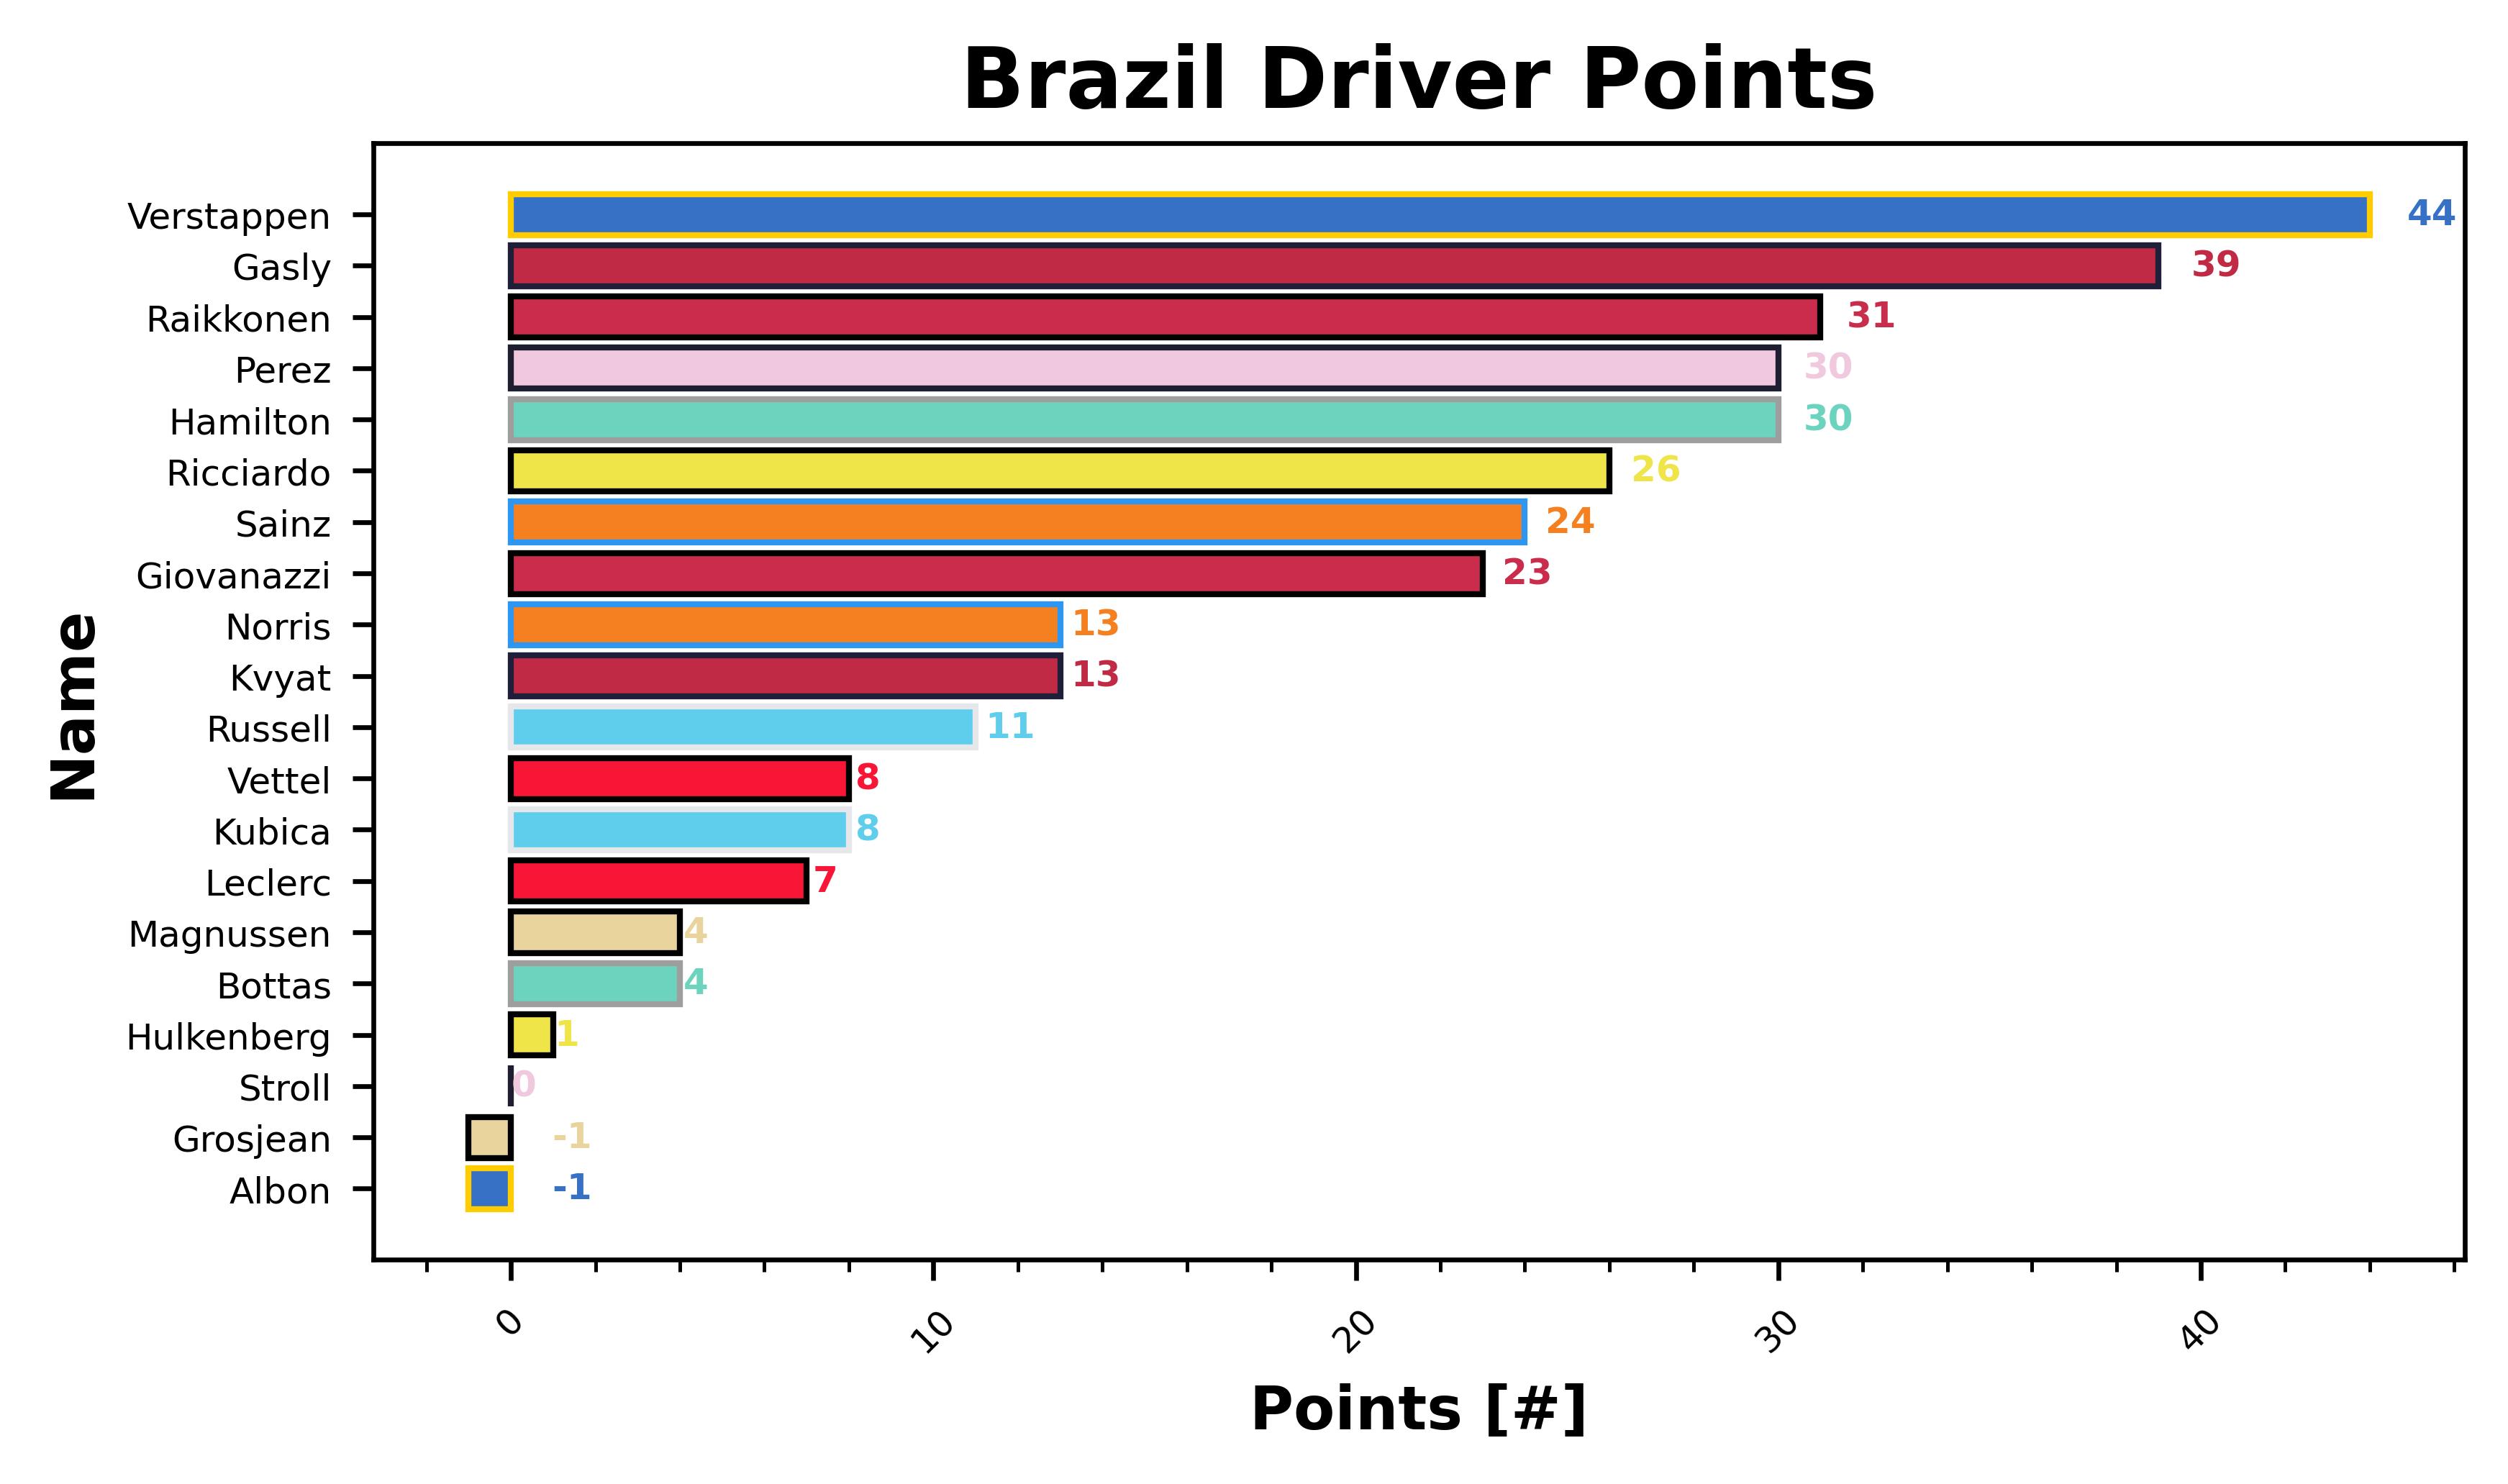 Brazil Driver Points
Name
Verstappen 44
Gasly 39
Raikkonen 31
Perez 30
Hamilton 30
Ricciardo 26
Sainz 24
Giovanazzi 23
Norris 13
Kvyat 13
Russell 11
Vettel 8
Kubica 8
Leclerc 7
Magnussen 4
Bottas 4
Hulkenberg 1
Stroll 0
Grosjean -1
Albon -1
0 10 20 30 40
Points [#]